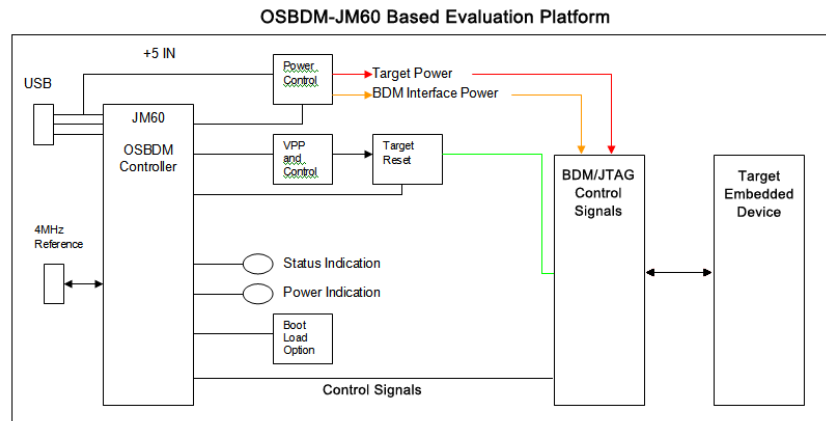 OSBDM-JM60 Based Evaluation Platform
+5 IN
USB
Power
Control
Target Power
BDM Interface Power
JM60
OSBDM
Controller
VPP
and
Control
Target
Reset
BDM/JTAG
Control
Signals
Target
Embedded
Device
4MHz
Reference
Status Indication
Power Indication
Boot
Load
Option
Control Signals